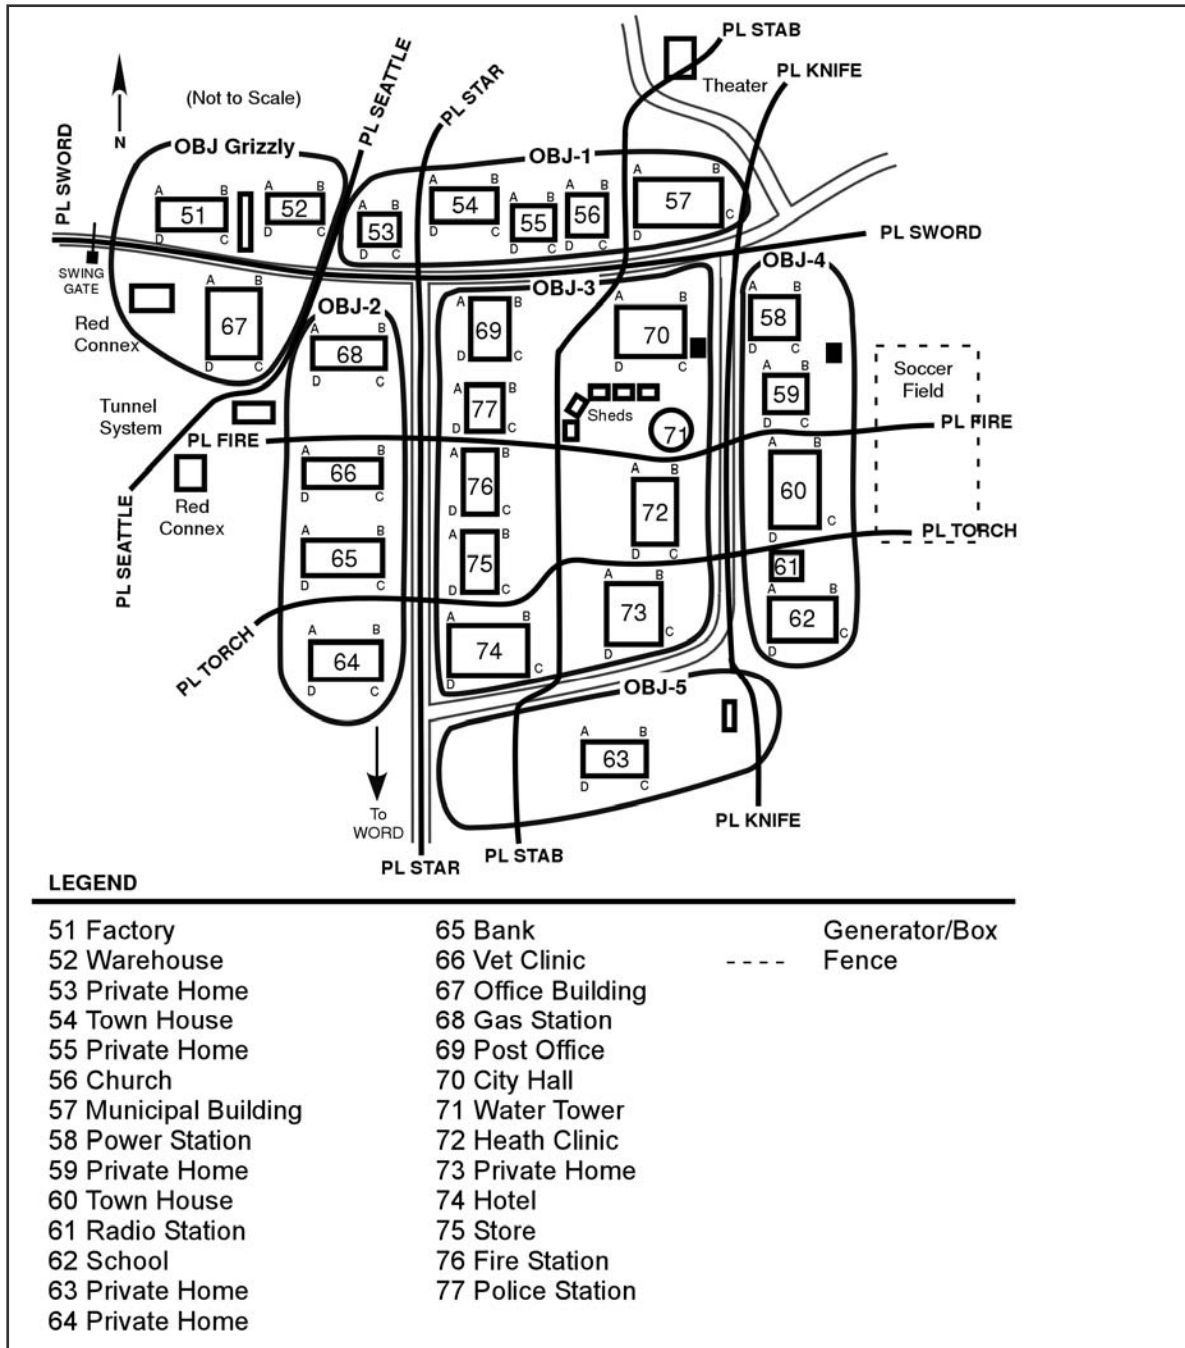 PL STAB
PL SEATTLE
PL STAR
PL KNIFE
Theater
(Not to Scale)
N
PL SWORD
OBJ Grizzly
OBJ-1
A B
51
D C
A B
52
D C
A B
53
D C
A B
54
D C
A B
55
D C
A B
56
D C
A B
57
D C
PL SWORD
SWING
GATE
Red
Connex
A B
67
D C
OBJ-2
OBJ-3
OBJ-4
A B
68
D C
A B
69
D C
A B
70
D C
A B
58
D C
Soccer
Field
A B
77
D C
Sheds
71
A B
59
D C
Tunnel
System
PL FIRE
PL FIRE
A B
66
D C
A B
76
D C
A B
72
D C
A B
60
D C
Red
Connex
PL SEATTLE
A B
65
D C
A B
75
D C
PL TORCH
61
PL TORCH
A B
64
D C
A B
74
D C
A B
73
D C
A B
62
D C
OBJ-5
A B
63
D C
To
WORD
PL STAR
PL STAB
PL KNIFE
LEGEND
51 Factory
52 Warehouse
53 Private Home
54 Town House
55 Private Home
56 Church
57 Municipal Building
58 Power Station
59 Private Home
60 Town House
61 Radio Station
62 School
63 Private Home
64 Private Home
65 Bank
66 Vet Clinic
67 Office Building
68 Gas Station
69 Post Office
70 City Hall
71 Water Tower
72 Heath Clinic
73 Private Home
74 Hotel
75 Store
76 Fire Station
77 Police Station
Generator/Box
Fence